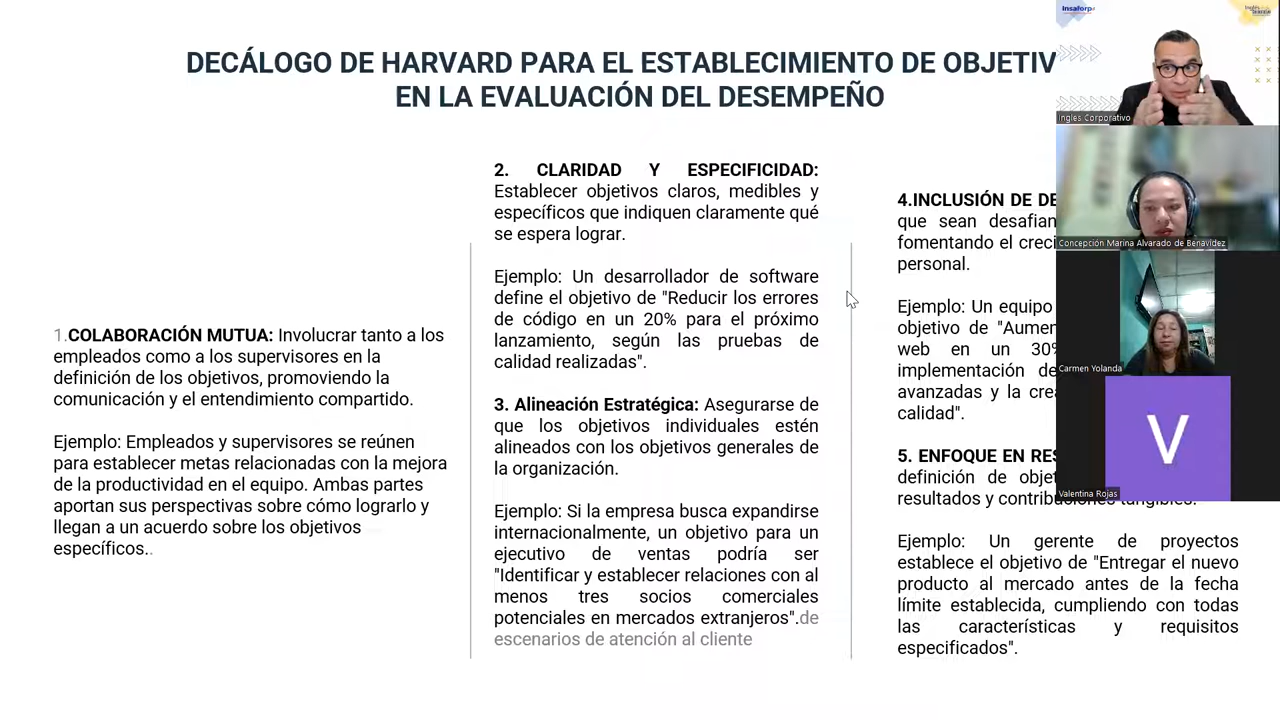 DECÁLOGO DE HARVARD PARA EL ESTABLECIMIENTO DE OBJETIV
EN LA EVALUACIÓN DEL DESEMPEÑO
1.COLABORACIÓN MUTUA: Involucrar tanto a los
empleados como a los supervisores en la
definición de los objetivos, promoviendo la
comunicación y el entendimiento compartido.
Ejemplo: Empleados y supervisores se reúnen
para establecer metas relacionadas con la mejora
de la productividad en el equipo. Ambas partes
aportan sus perspectivas sobre cómo lograrlo y
llegan a un acuerdo sobre los objetivos
específicos..
2. CLARIDAD Y ESPECIFICIDAD:
Establecer objetivos claros, medibles y
específicos que indiquen claramente qué
se espera lograr.
Ejemplo: Un desarrollador de software
define el objetivo de "Reducir los errores
de código en un 20% para el próximo
lanzamiento, según las pruebas de
calidad realizadas".
3. Alineación Estratégica: Asegurarse de
que los objetivos individuales estén
alineados con los objetivos generales de
la organización.
Ejemplo: Si la empresa busca expandirse
internacionalmente, un objetivo para un
ejecutivo de ventas podría ser
"Identificar y establecer relaciones con al
menos tres socios comerciales
potenciales en mercados extranjeros".de
escenarios de atención al cliente
4.INCLUSIÓN DE DE
que sean desafian
fomentando el creci
personal.
Ejemplo: Un equipo
objetivo de "Aumen
web en un 30%
implementación de
avanzadas y la crea
calidad".
5. ENFOQUE EN RES
definición de objet
resultados y contribuciones tangibles.
Ejemplo: Un gerente de proyectos
establece el objetivo de "Entregar el nuevo
producto al mercado antes de la fecha
límite establecida, cumpliendo con todas
las características y requisitos
especificados".
Insaforp
Ingles Corporativo
Concepción Marina Alvarado de Benavidez
Carmen Yolanda
V
Valentina Rojas